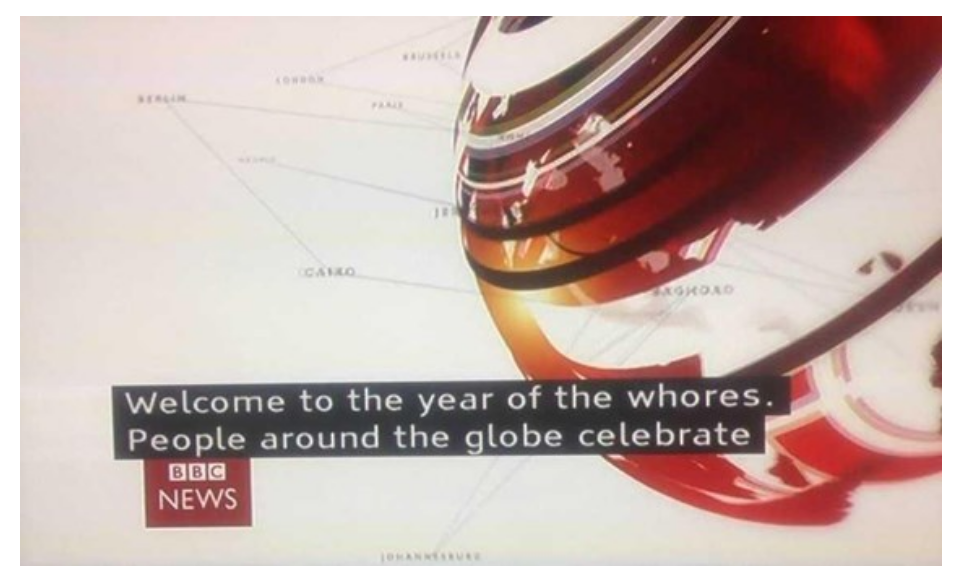 BRUSSELS
LONDON
BERLIN
PARIS
CAIRO
BAGHDAD
Welcome to the year of the whores.
People around the globe celebrate
BBC
NEWS
JOHANNESBURG